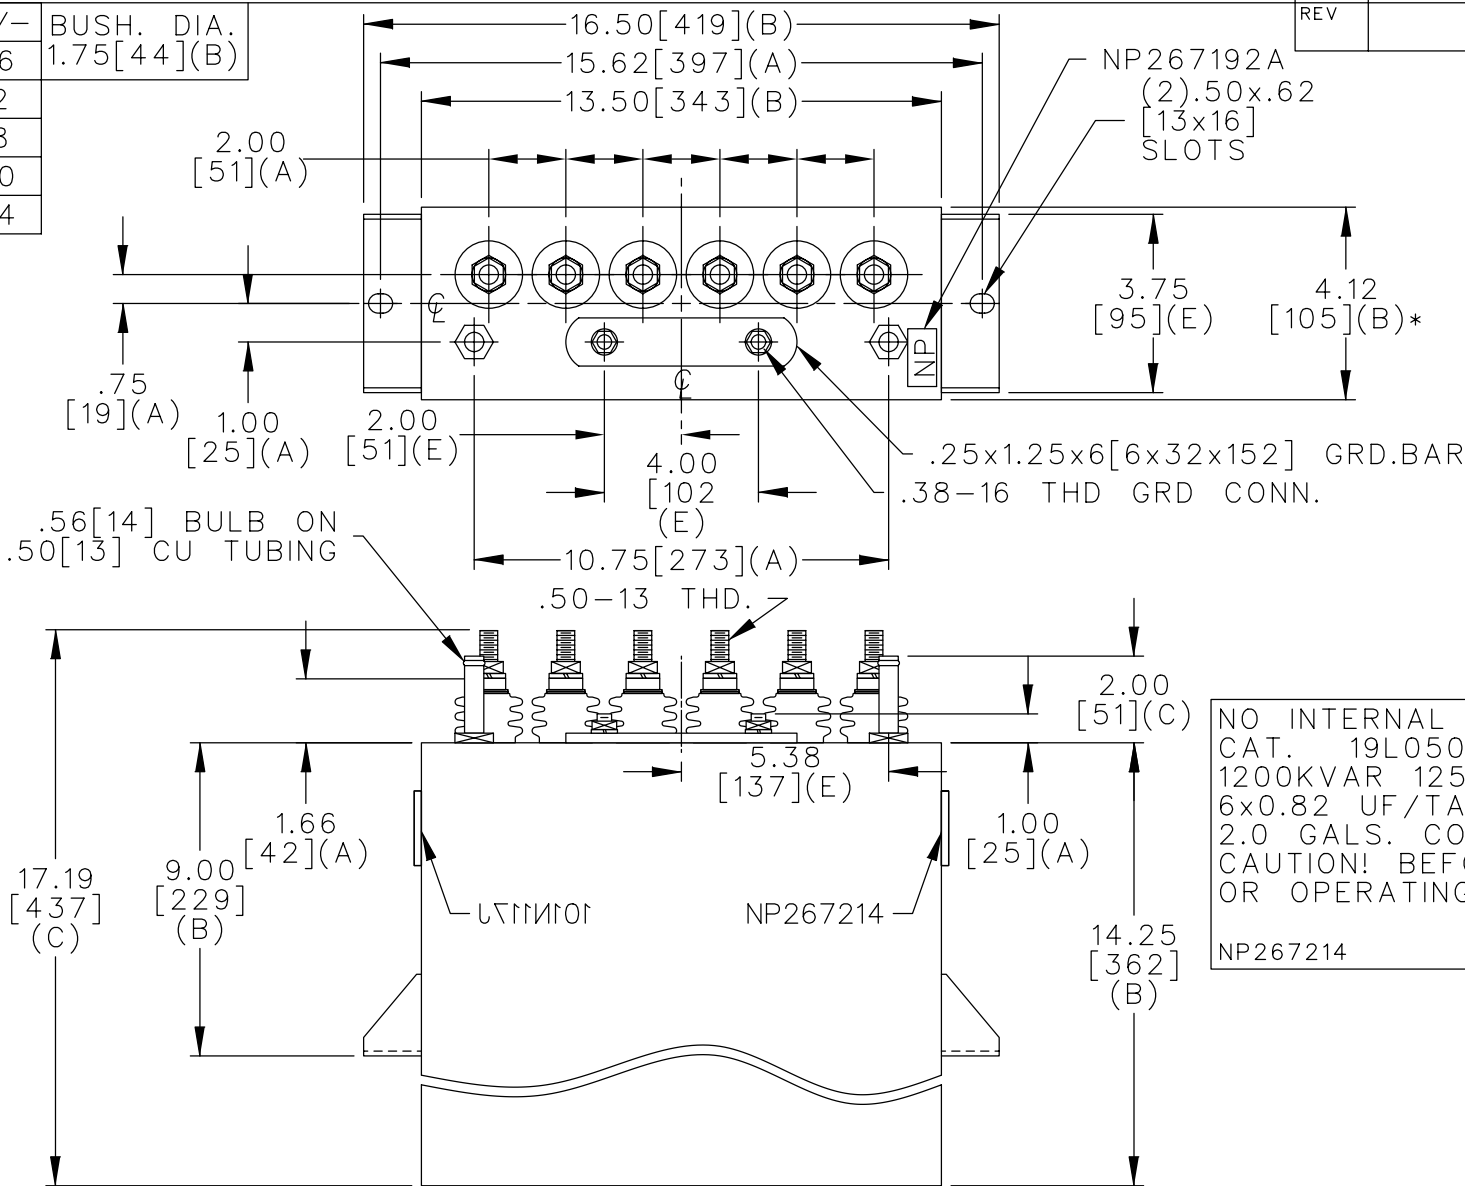 /-
BUSH. DIA.
1.75[44](B)
6
2
8
0
4
REV
16.50[419](B)
15.62[397](A)
13.50[343](B)
NP267192A
(2).50x.62
[13x16]
SLOTS
2.00
[51](A)
3.75
[95](E)
4.12
[105](B)*
NP
.75
[19](A)
1.00
[25](A)
2.00
[51](E)
4.00
[102
(E)
.25x1.25x6[6x32x152] GRD.BAR
.38-16 THD GRD CONN.
.56[14] BULB ON
.50[13] CU TUBING
10.75[273](A)
.50-13 THD.
2.00
[51](C)
5.38
[137](E)
1.66
[42](A)
1.00
[25](A)
17.19
[437]
(C)
9.00
[229]
(B)
101N117J
NP267214
14.25
[362]
(B)
NO INTERNAL
CAT. 19L050
1200KVAR 125
6x0.82 UF/TA
2.0 GALS. CO
CAUTION! BEFO
OR OPERATING
NP267214